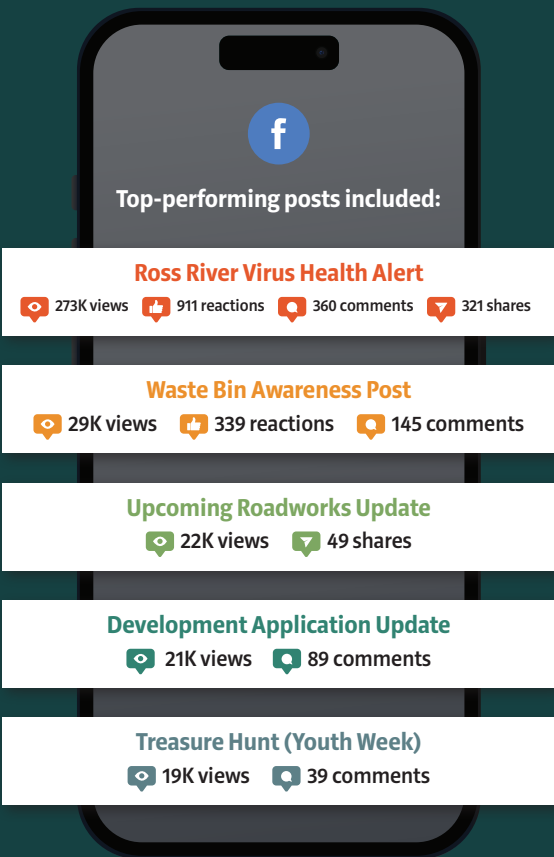 f
Top-performing posts included:
Ross River Virus Health Alert
273K views 911 reactions 360 comments 321 shares
Waste Bin Awareness Post
29K views 339 reactions 145 comments
Upcoming Roadworks Update
22K views 49 shares
Development Application Update
21K views 89 comments
Treasure Hunt (Youth Week)
19K views 39 comments